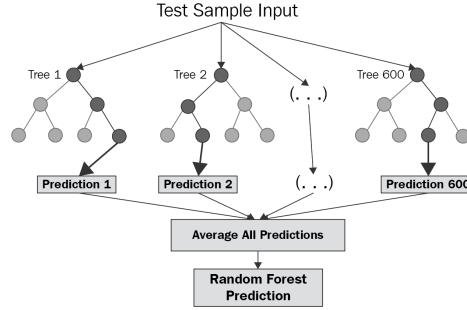 Test Sample Input
Tree 1
Tree 2
Tree 600
(. . .)
Prediction 1
Prediction 2
(. . .)
Prediction 600
Average All Predictions
Random Forest
Prediction